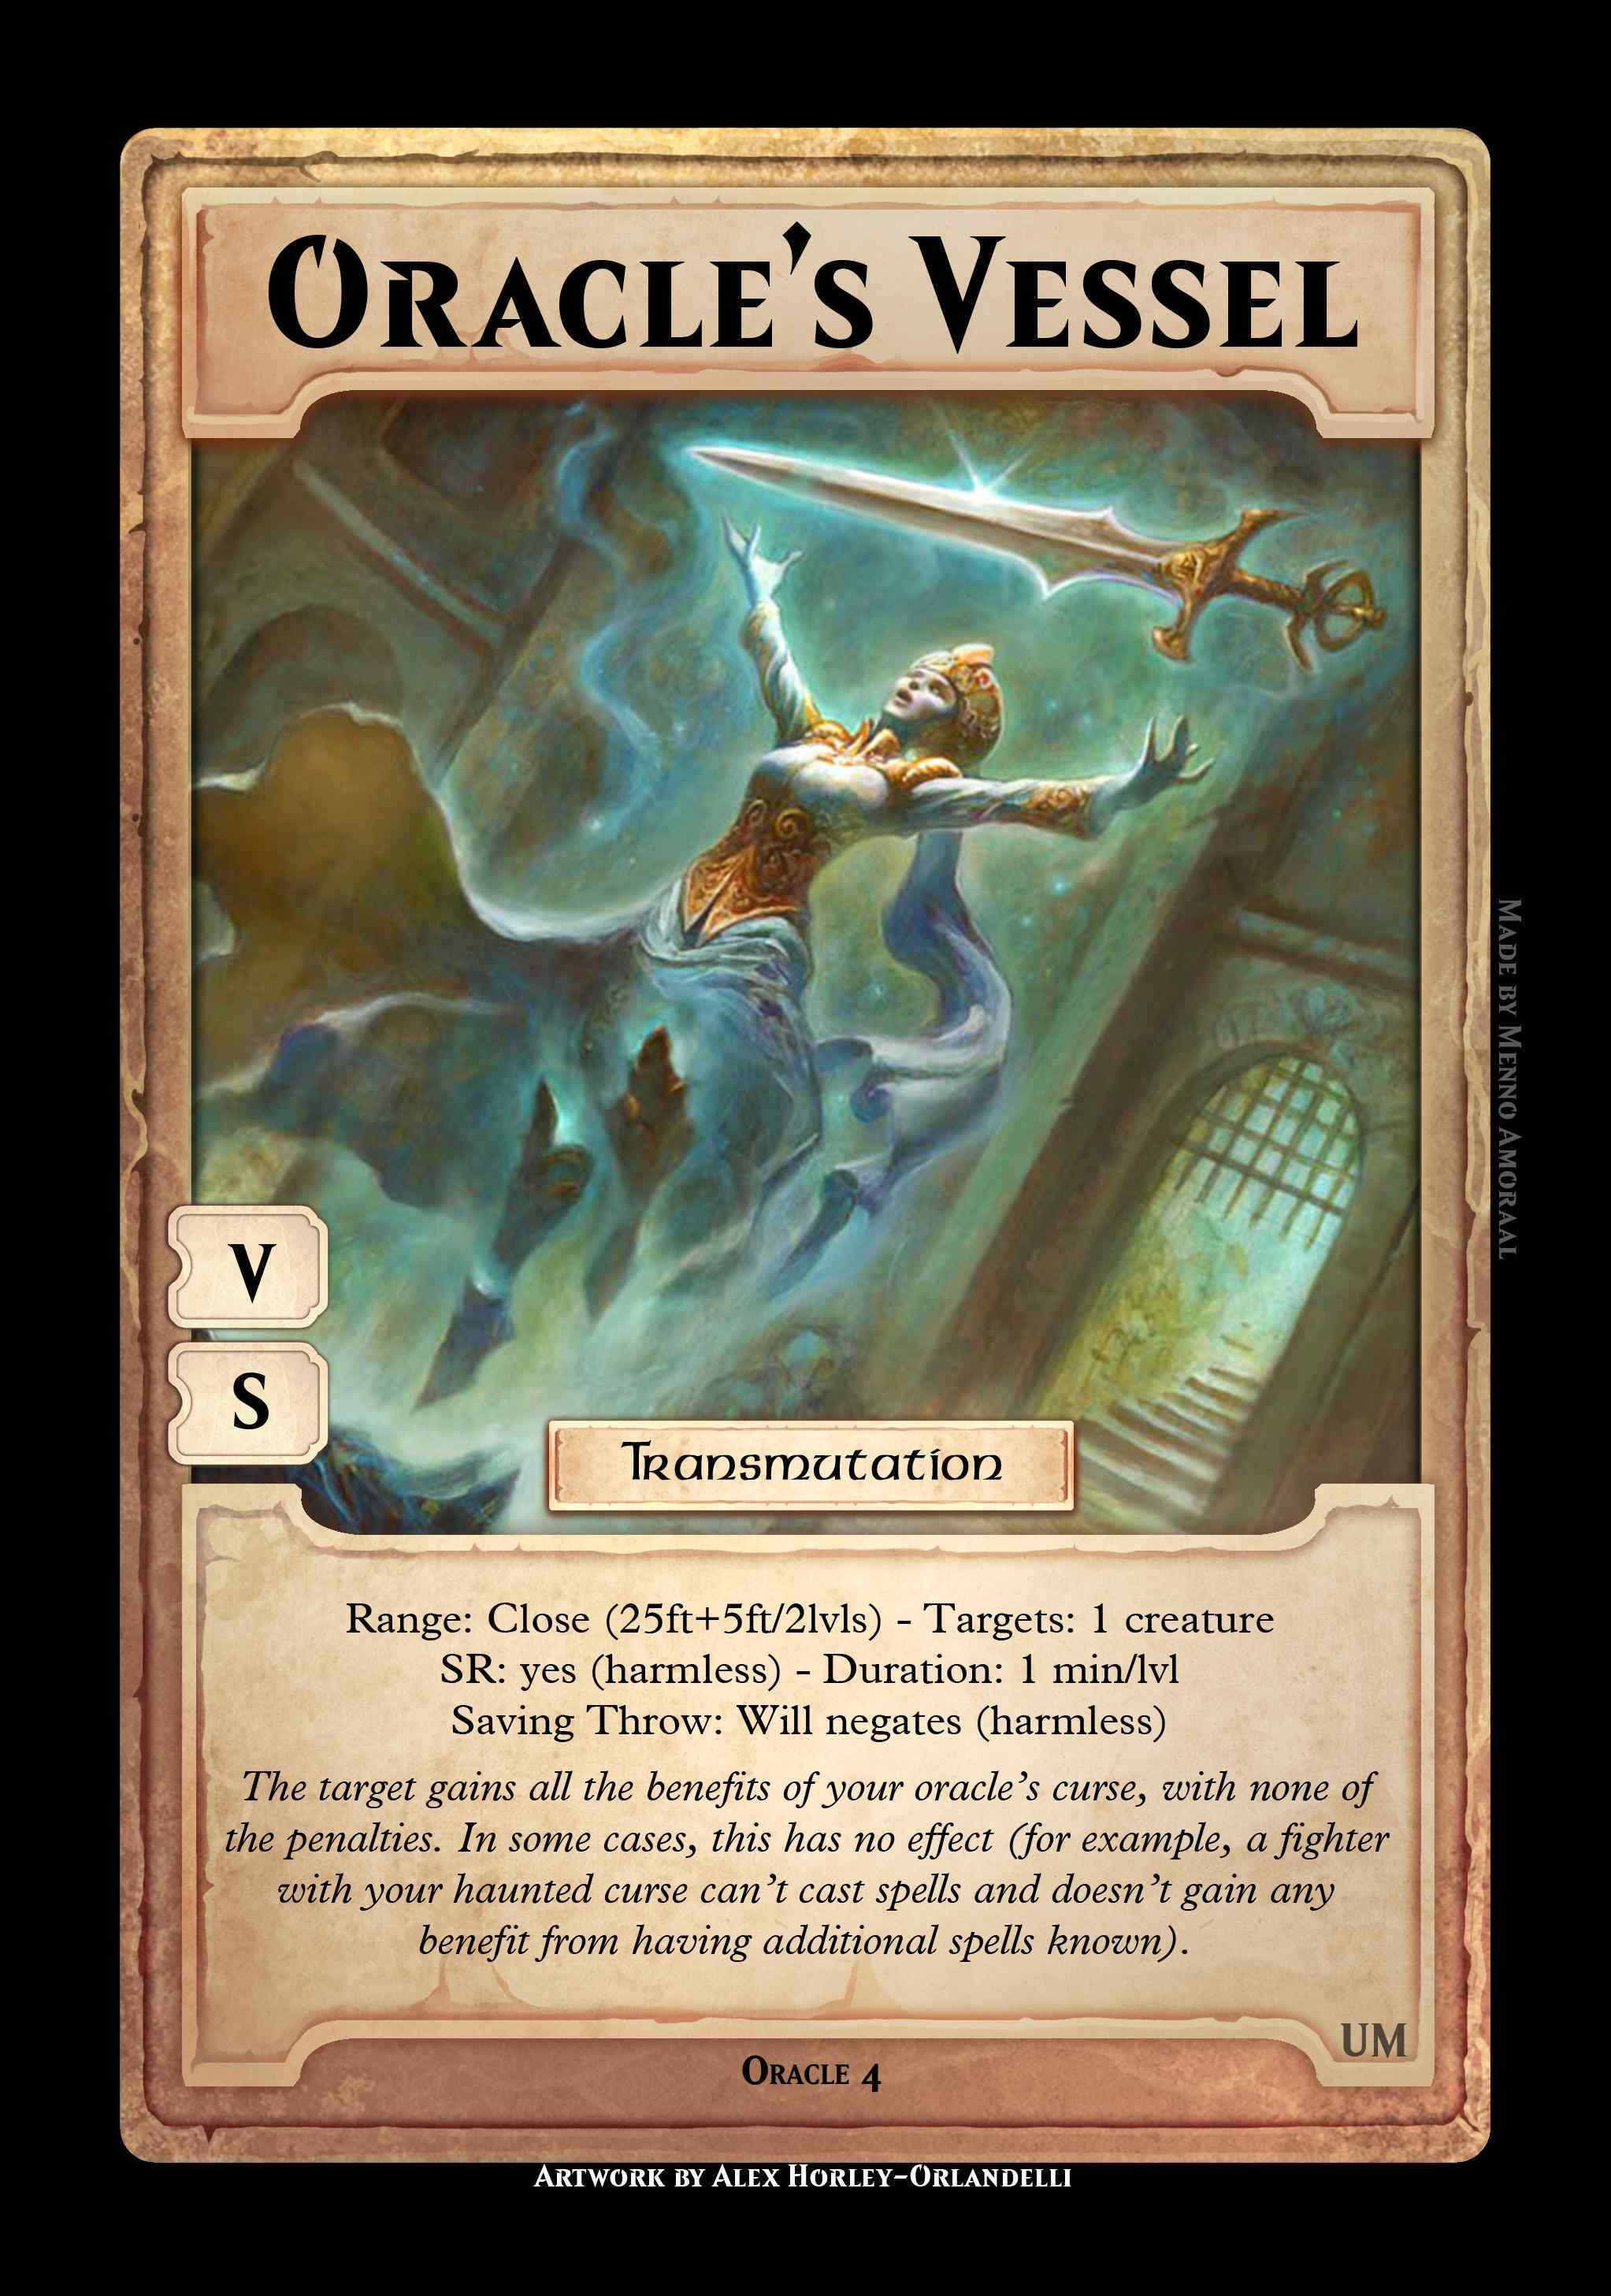 Oracle's Vessel
V
S
Transmutation
Range: Close (25ft+5ft/2lvls) - Targets: 1 creature
SR: yes (harmless) - Duration: 1 min/lvl
Saving Throw: Will negates (harmless)
The target gains all the benefits of your oracle's curse, with none of
the penalties. In some cases, this has no effect (for example, a fighter
with your haunted curse can't cast spells and doesn't gain any
benefit from having additional spells known).
UM
Oracle 4
Artwork by Alex Horley-Orlandelli
Made by Menno Amoraal